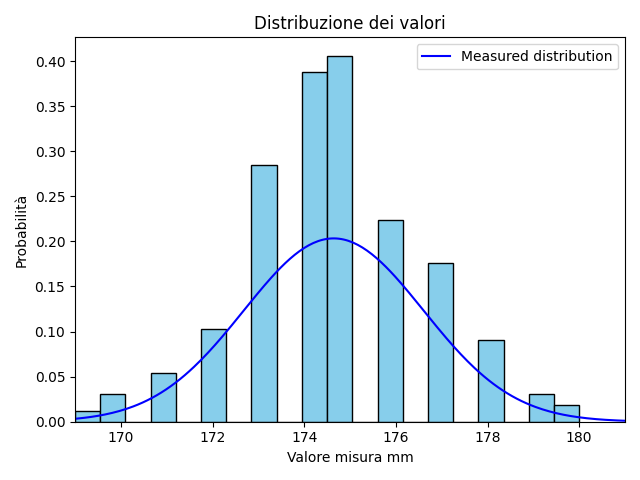 Distribuzione dei valori
Measured distribution
0.40
0.35
0.30
0.25
0.20
0.15
0.10
0.05
0.00
Probabilità
170 172 174 176 178 180
Valore misura mm